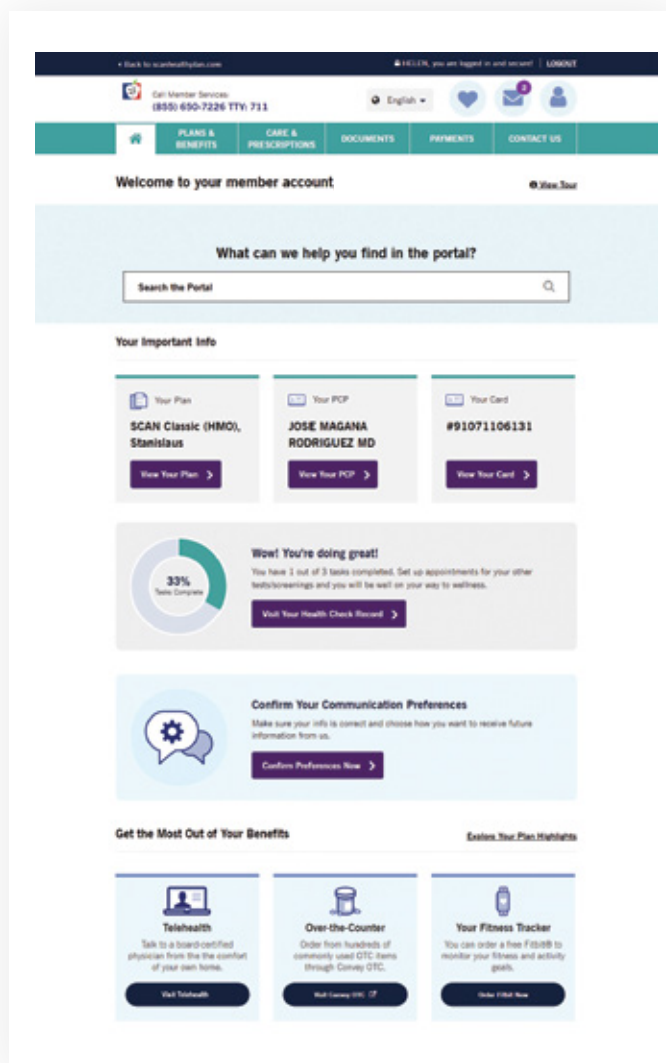 Back to scanhealthplan.com
HELEN, you are logged in and secure! | LOGOUT
Call Member Services:
(855) 650-7226 TTY: 711
English
3
PLANS &
BENEFITS
CARE &
PRESCRIPTIONS
DOCUMENTS
PAYMENTS
CONTACT US
Welcome to your member account
View Tour
What can we help you find in the portal?
Search the Portal
Your Important Info
Your Plan
SCAN Classic (HMO),
Stanislaus
View Your Plan
Your PCP
JOSE MAGANA
RODRIGUEZ MD
View Your PCP
Your Card
#91071106131
View Your Card
33%
Tasks Complete
Wow! You're doing great!
You have 1 out of 3 tasks completed. Set up appointments for your other
tests/screenings and you will be well on your way to wellness.
Visit Your Health Check Record
Confirm Your Communication Preferences
Make sure your info is correct and choose how you want to receive future
information from us.
Confirm Preferences Now
Get the Most Out of Your Benefits
Explore Your Plan Highlights
Telehealth
Talk to a board-certified
physician from the the comfort
of your own home.
Visit Telehealth
Over-the-Counter
Order from hundreds of
commonly used OTC items
through Convey OTC.
Visit Convey OTC
Your Fitness Tracker
You can order a free Fitbit® to
monitor your fitness and activity
goals.
Order Fitbit Now